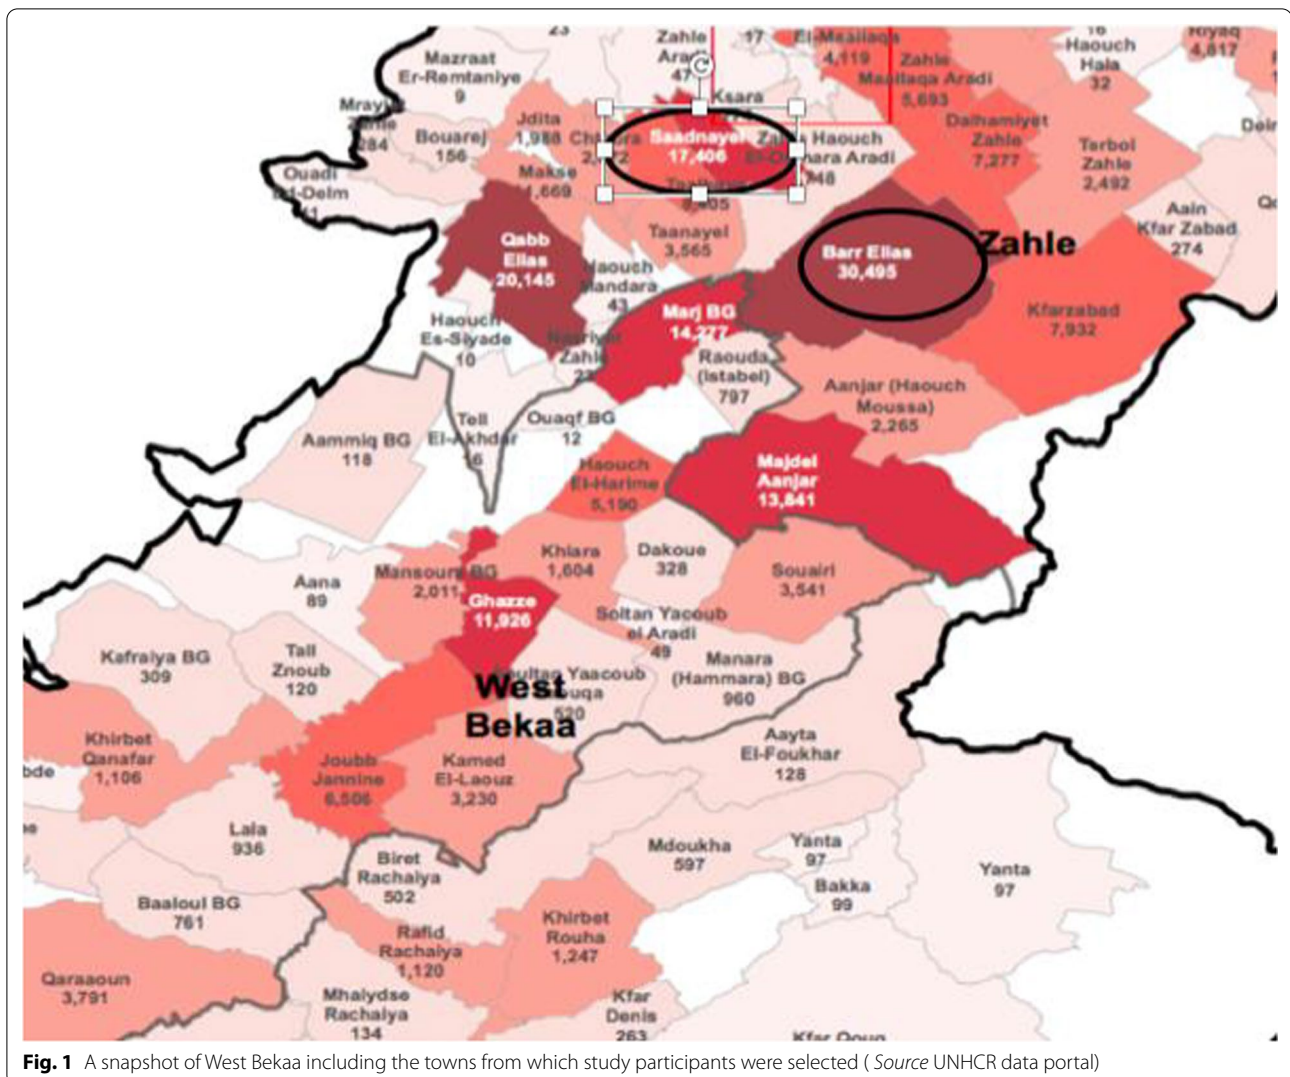 23
Zahle
Aradi
47
17
El-Maallaqa
4,119
Zahle
Maallaqa Aradi
5,693
16
Haouch
Hala
32
Riyaq
4,817
Mazraat
Er-Remtaniye
9
Ksara
284
Bouarej
156
Jdita
1,988
Saadnayel
17,406
Haouch
Aradi
Dalhamiyet
Zahle
7,277
Terbol
Zahle
2,492
Makse
Ouadi
Qabb
Elias
20,145
Taanayel
3,565
Barr Elias
30,495
Zahle
Aain
Kfar Zabad
274
Haouch
43
Marj BG
14,277
Kfarzabad
7,932
Haouch
Es-Siyade
10
Zahle
Raouda
(Istabel)
797
Aanjar (Haouch
Moussa)
2,265
Aammiq BG
118
Tell
El-Akhdar
Ouaqf BG
12
Haouch
El-Harime
5,190
Majdel
Aanjar
13,841
Aana
89
Mansoura BG
2,011
Khiara
1,604
Dakoue
328
Souairi
3,541
Ghazze
11,926
Soltan Yacoub
el Aradi
49
Kafraiya BG
309
Tall
Znoub
120
Yaacoub
520
Manara
(Hammara) BG
960
West
Bekaa
Khirbet
Qanafar
1,106
Joubb
Jannine
6,506
Kamed
El-Laouz
3,230
Aayta
El-Foukhar
128
Lala
936
Biret
Rachaiya
502
Mdoukha
597
Yanta
97
Bakka
99
Yanta
97
Baaloul BG
761
Rafid
Rachaiya
1,120
Khirbet
Rouha
1,247
Qaraaoun
3,791
Mhaydse
Rachaiya
134
Kfar
Denis
263
Kfar Qouq
Fig. 1 A snapshot of West Bekaa including the towns from which study participants were selected ( Source UNHCR data portal)